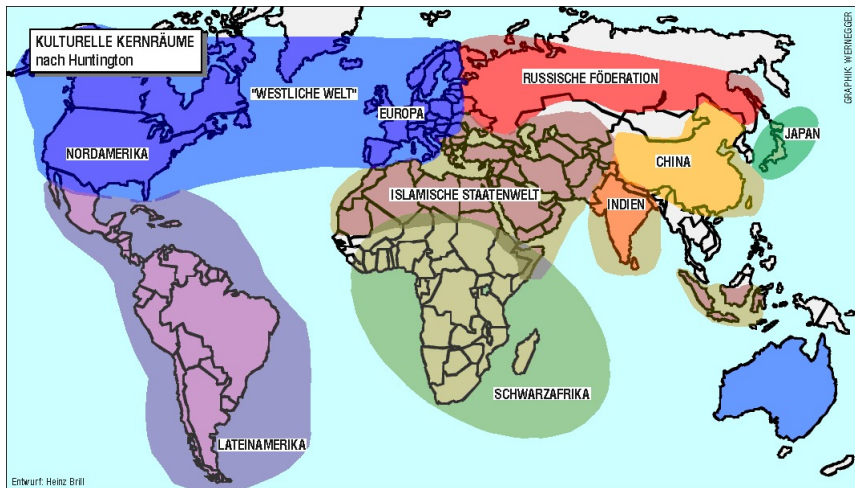 KULTURELLE KERNRÄUME
nach Huntington
GRAPHIK: WERNEGGER
RUSSISCHE FÖDERATION
"WESTLICHE WELT"
EUROPA
JAPAN
NORDAMERIKA
CHINA
ISLAMISCHE STAATENWELT
INDIEN
SCHWARZAFRIKA
LATEINAMERIKA
Entwurf: Heinz Brill